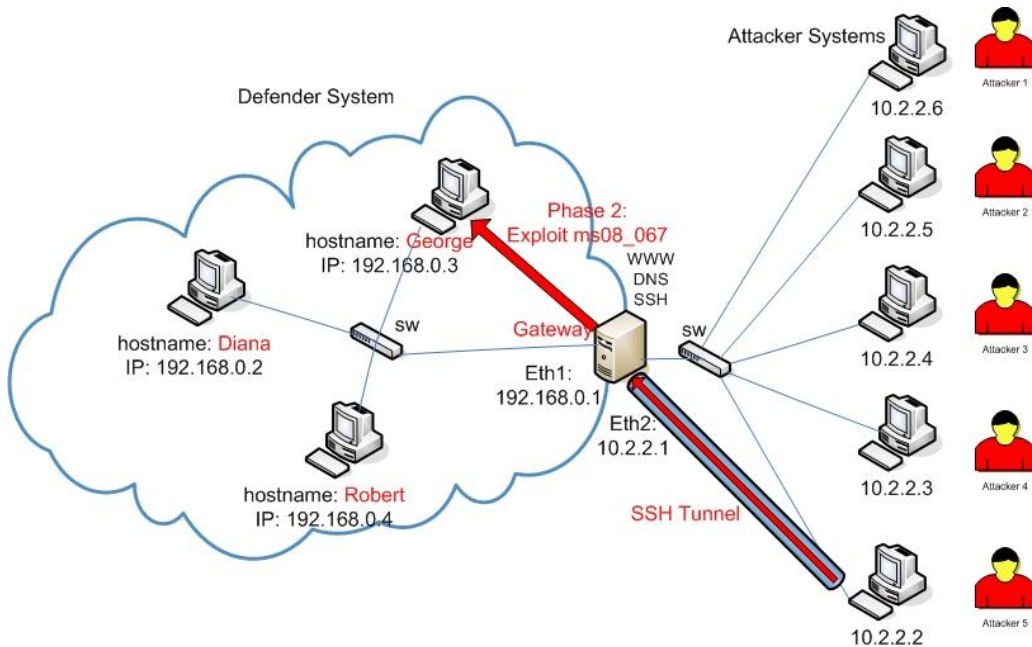 Attacker Systems
Attacker 1
10.2.2.6
Defender System
Attacker 2
10.2.2.5
Phase 2:
Exploit ms08_067
hostname: George
IP: 192.168.0.3
WWW
DNS
SSH
Gateway
sw
sw
hostname: Diana
IP: 192.168.0.2
Eth1:
192.168.0.1
Attacker 3
10.2.2.4
Eth2:
10.2.2.1
hostname: Robert
IP: 192.168.0.4
Attacker 4
10.2.2.3
SSH Tunnel
Attacker 5
10.2.2.2